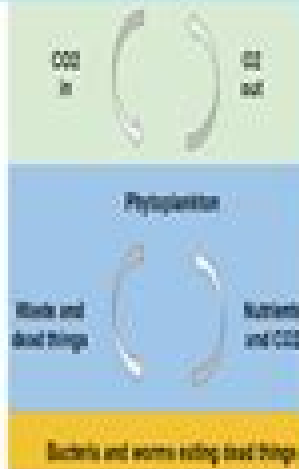 CO2 O2
in out
Phytoplankton
Waste and Nutrients
dead things and CO2
Bacteria and worms eating dead things